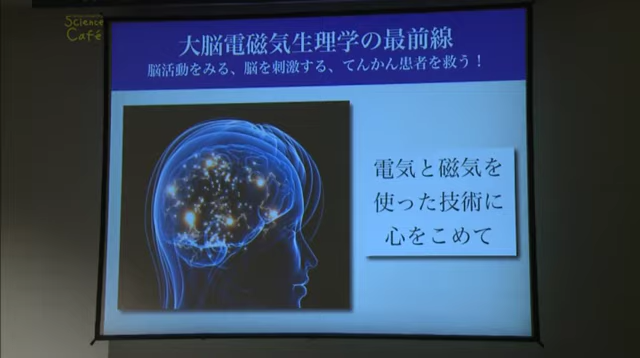 Science
Café
大脳電磁気生理学の最前線
脳活動をみる、脳を刺激する、てんかん患者を救う！
電気と磁気を
使った技術に
心をこめて